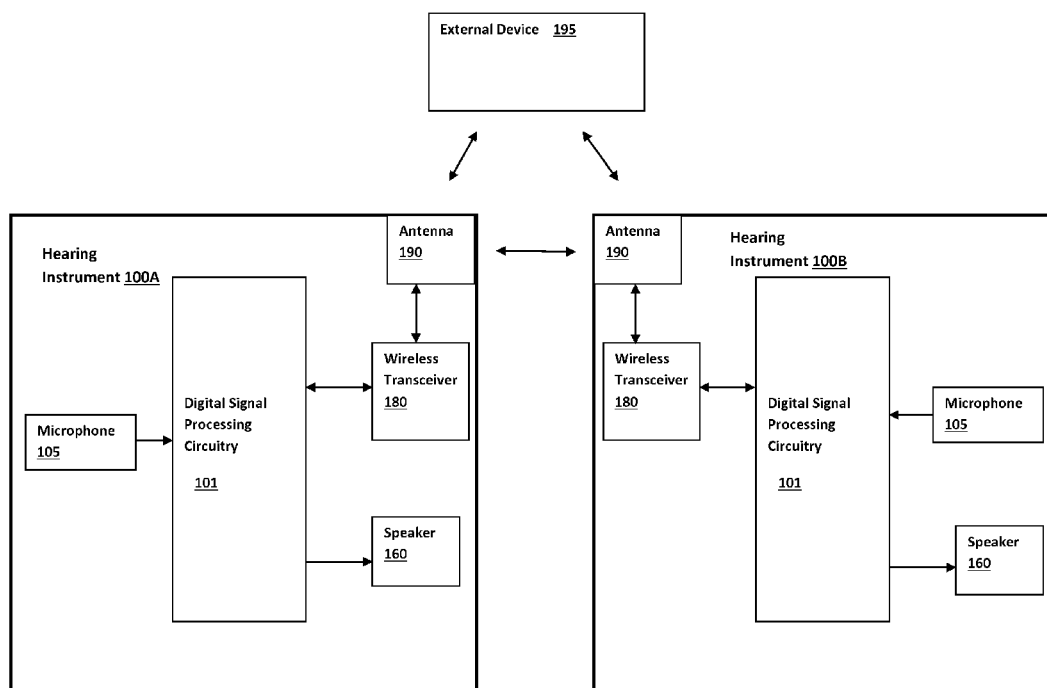 External Device 195
Antenna
190
Hearing
Instrument 100A
Wireless
Transceiver
180
Digital Signal
Processing
Circuitry
101
Microphone
105
Speaker
160
Antenna
190
Hearing
Instrument 100B
Wireless
Transceiver
180
Digital Signal
Processing
Circuitry
101
Microphone
105
Speaker
160